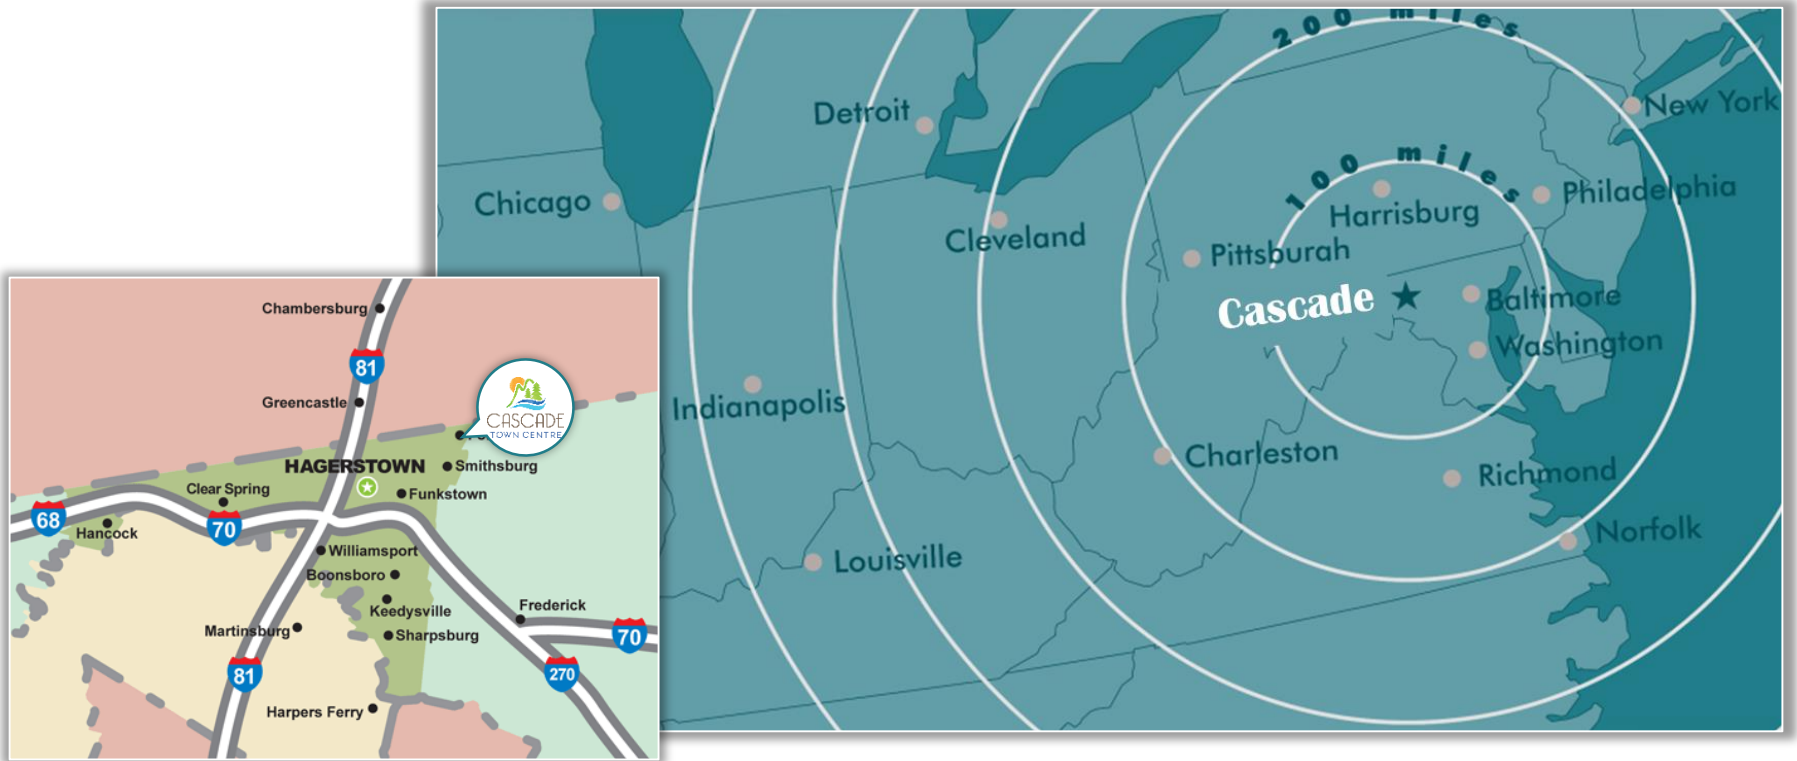 200 miles
New York
Detroit
100 miles
Philadelphia
Chicago
Harrisburg
Cleveland
Pittsburah
Baltimore
Cascade
Washington
Indianapolis
Charleston
Richmond
Norfolk
Louisville
Chambersburg
81
Greencastle
CASCADE
TOWN CENTRE
HAGERSTOWN
Smithsburg
Clear Spring
Funkstown
68
70
Hancock
Williamsport
Boonsboro
Keedysville
Frederick
Martinsburg
Sharpsburg
70
81
270
Harpers Ferry